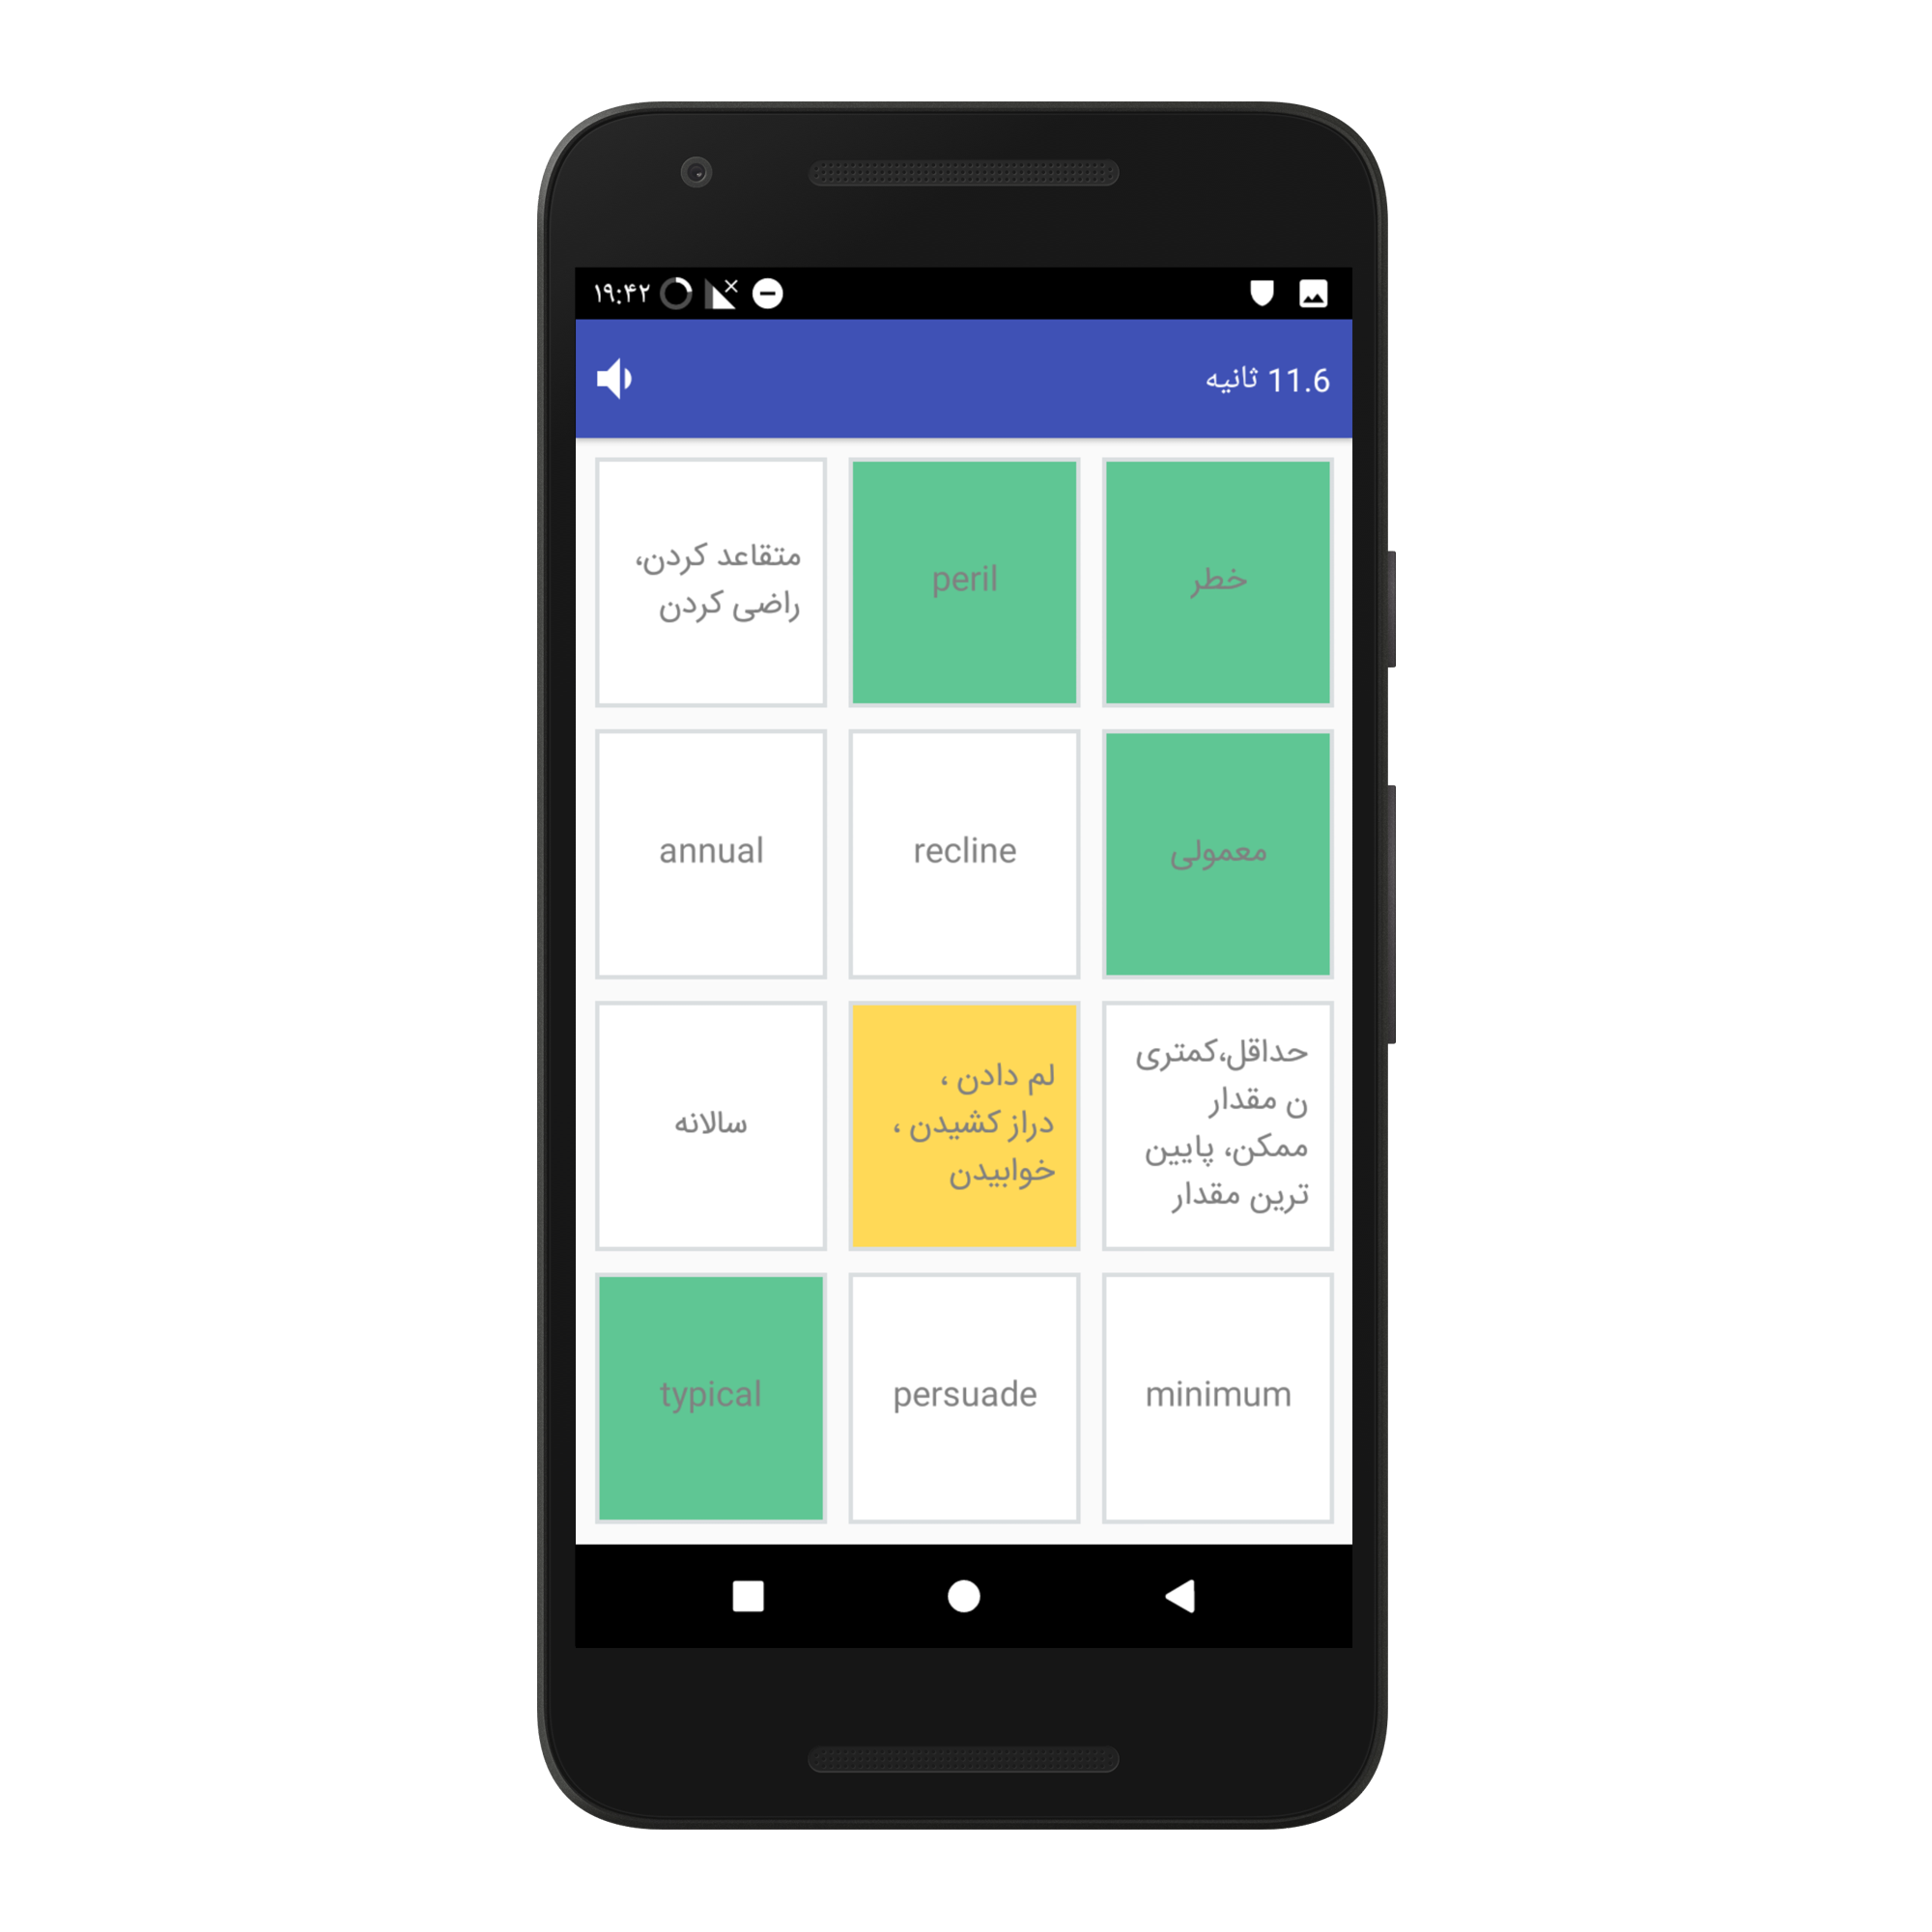 ۱۹:۴۲
11.6 ثانیه
خطر
peril
متقاعد کردن،
راضی کردن
معمولی
recline
annual
حداقل،کمتری
ن مقدار
ممکن، پایین
ترین مقدار
لم دادن ،
دراز کشیدن ،
خوابیدن
سالانه
minimum
persuade
typical